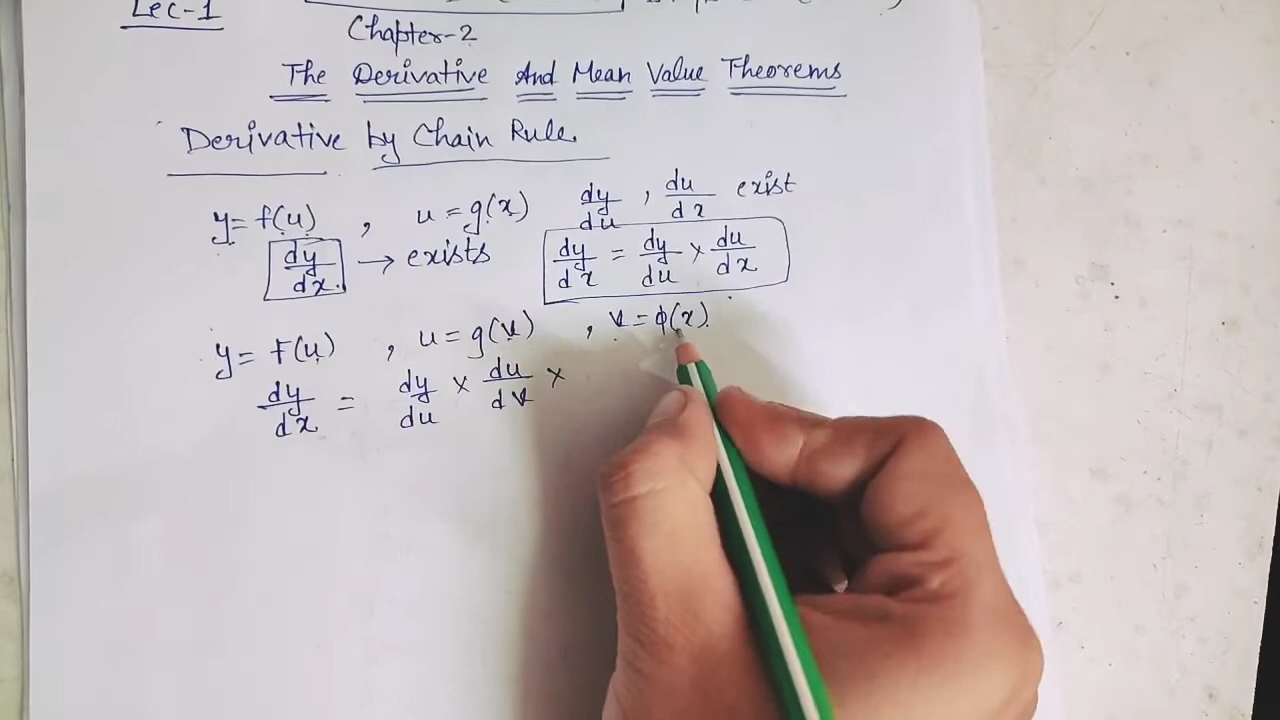 Lec-1
Chapter-2
The Derivative And Mean Value Theorems
Derivative by Chain Rule.
y = f(u) , u = g(x) dy/du , du/dx exist
dy/dx → exists dy/dx = dy/du × du/dx
y = f(u) , u = g(v) , v = φ(x)
dy/dx = dy/du × du/dv ×